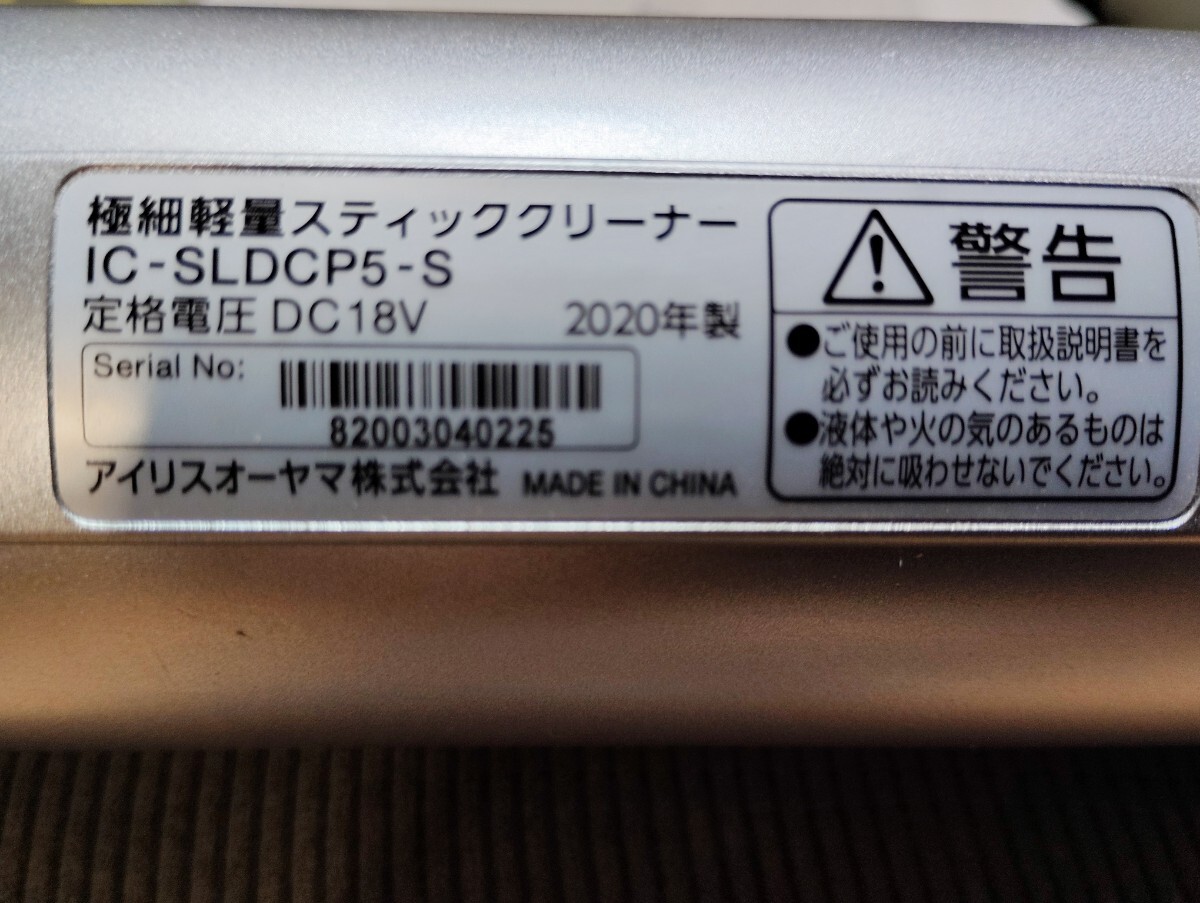 極細軽量スティッククリーナー
IC-SLDCP5-S
定格電圧 DC18V 2020年製
Serial No:
82003040225
アイリスオーヤマ株式会社 MADE IN CHINA
警告
●ご使用の前に取扱説明書を
必ずお読みください。
●液体や火の気のあるものは
絶対に吸わせないでください。